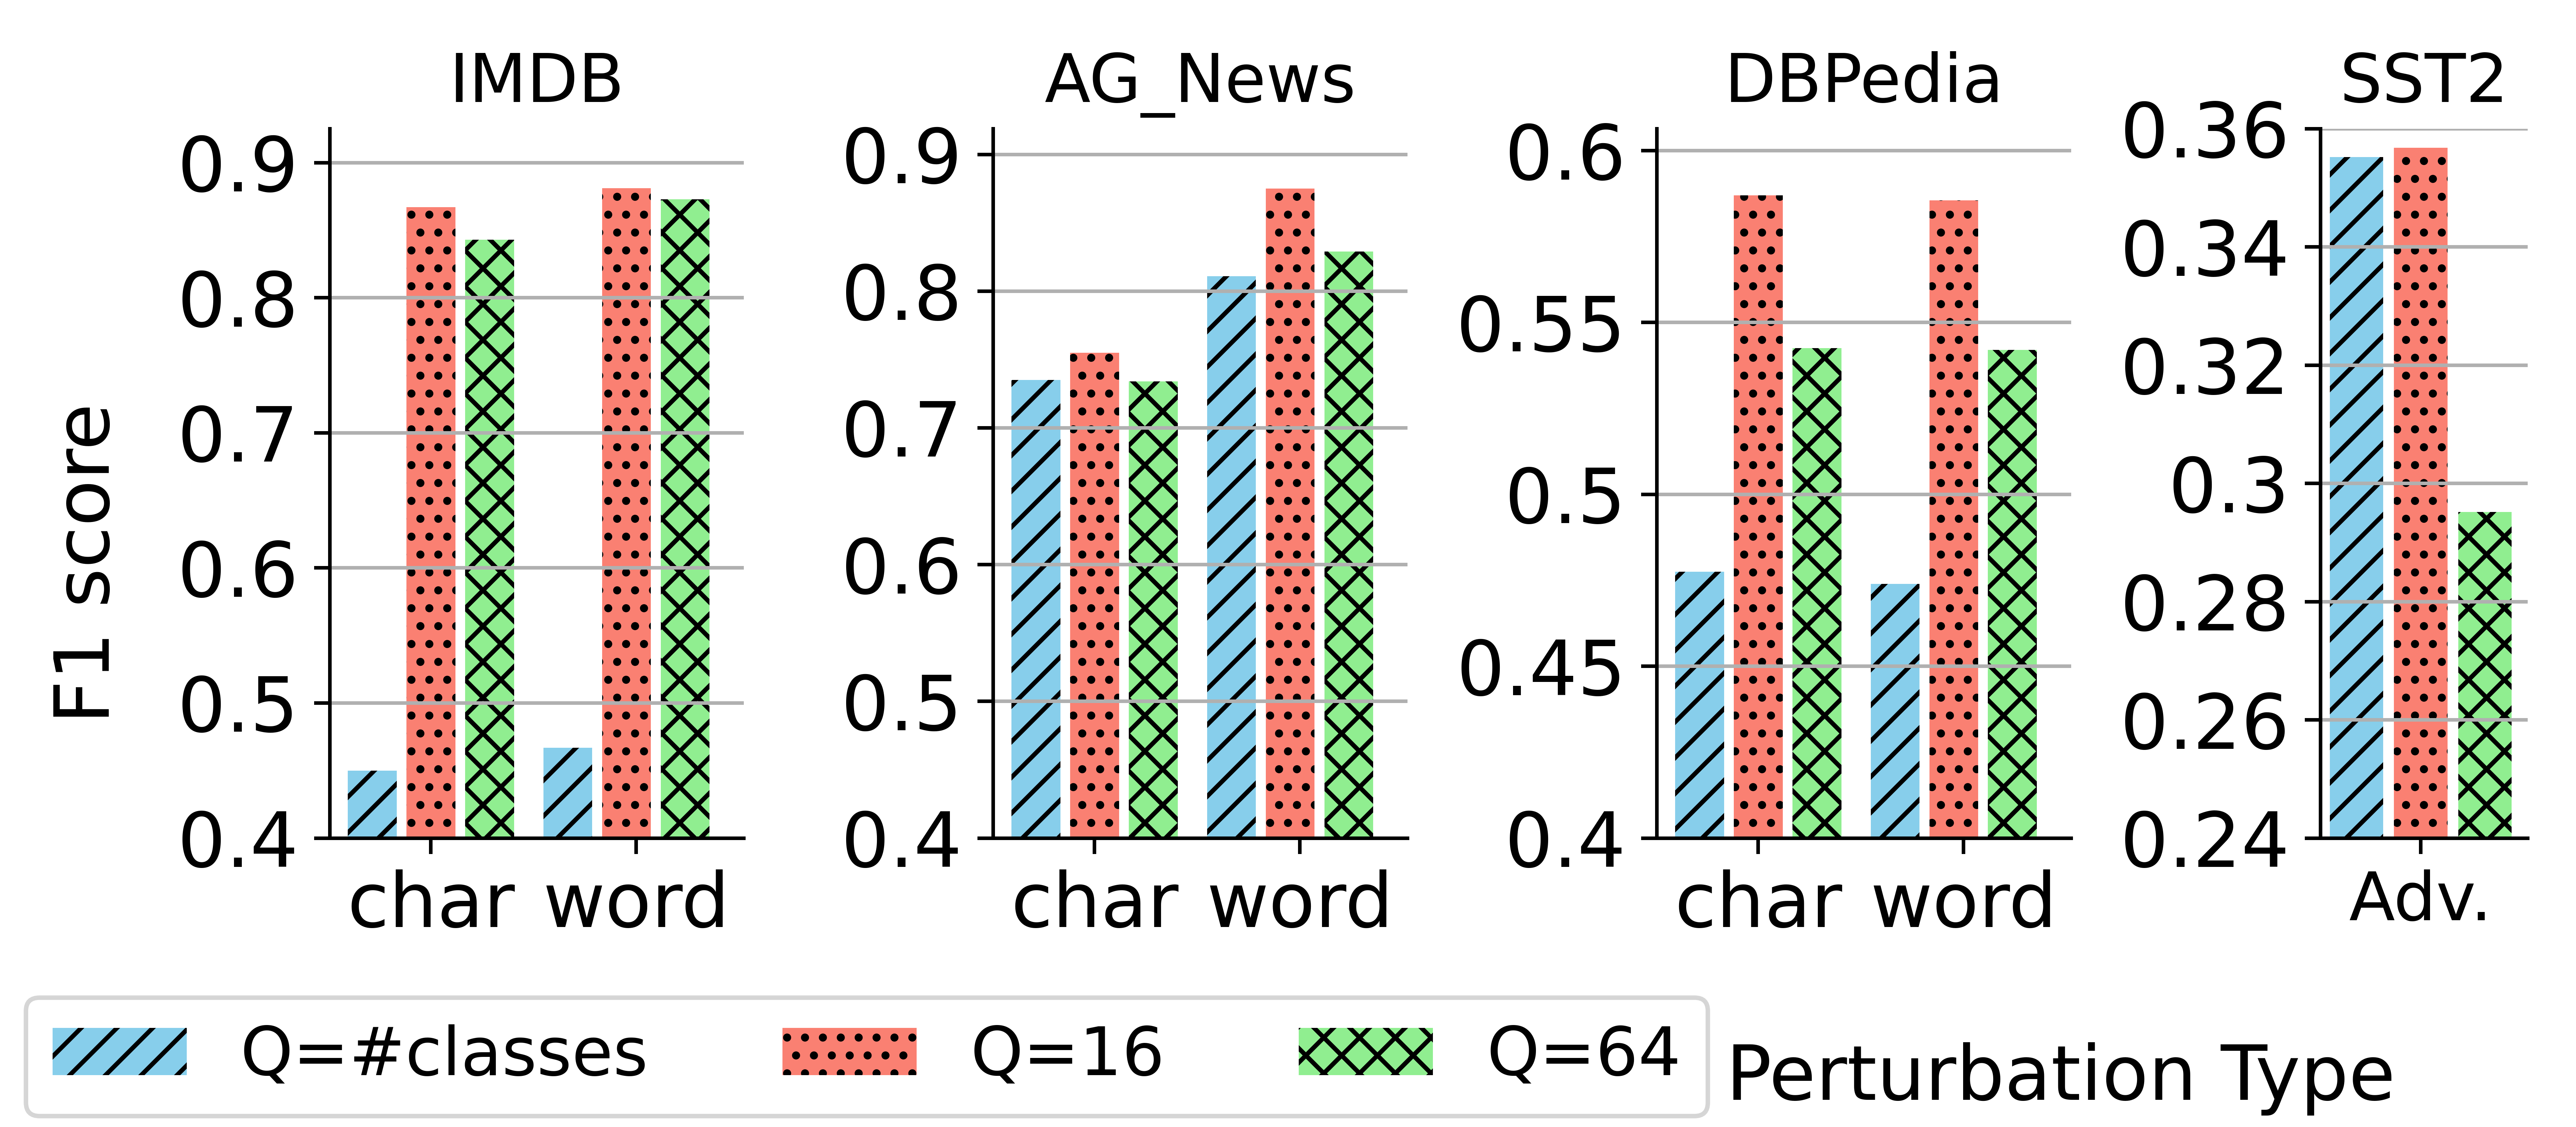 IMDB
AG_News
DBPedia
SST2
F1 score
0.9
0.8
0.7
0.6
0.5
0.4
char word
0.9
0.8
0.7
0.6
0.5
0.4
char word
0.6
0.55
0.5
0.45
0.4
char word
0.36
0.34
0.32
0.3
0.28
0.26
0.24
Adv.
Q=#classes
Q=16
Q=64
Perturbation Type